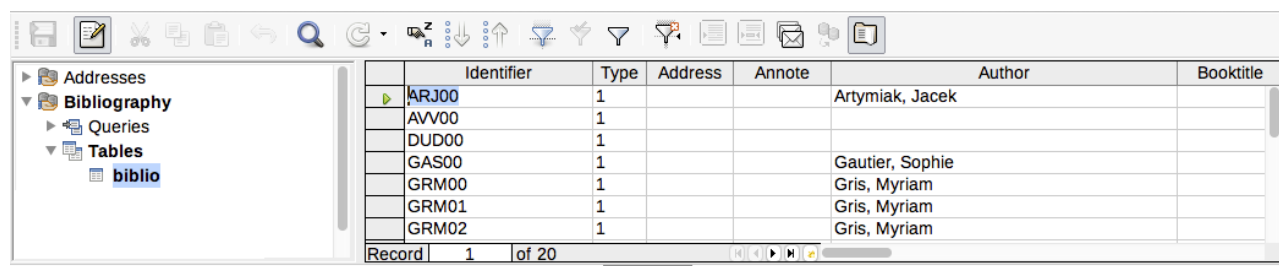 Addresses
Bibliography
Queries
Tables
biblio
Identifier Type Address Annote Author Booktitle
ARJ00 1 Artymiak, Jacek
AVV00 1
DUD00 1
GAS00 1 Gautier, Sophie
GRM00 1 Gris, Myriam
GRM01 1 Gris, Myriam
GRM02 1 Gris, Myriam
Record 1 of 20